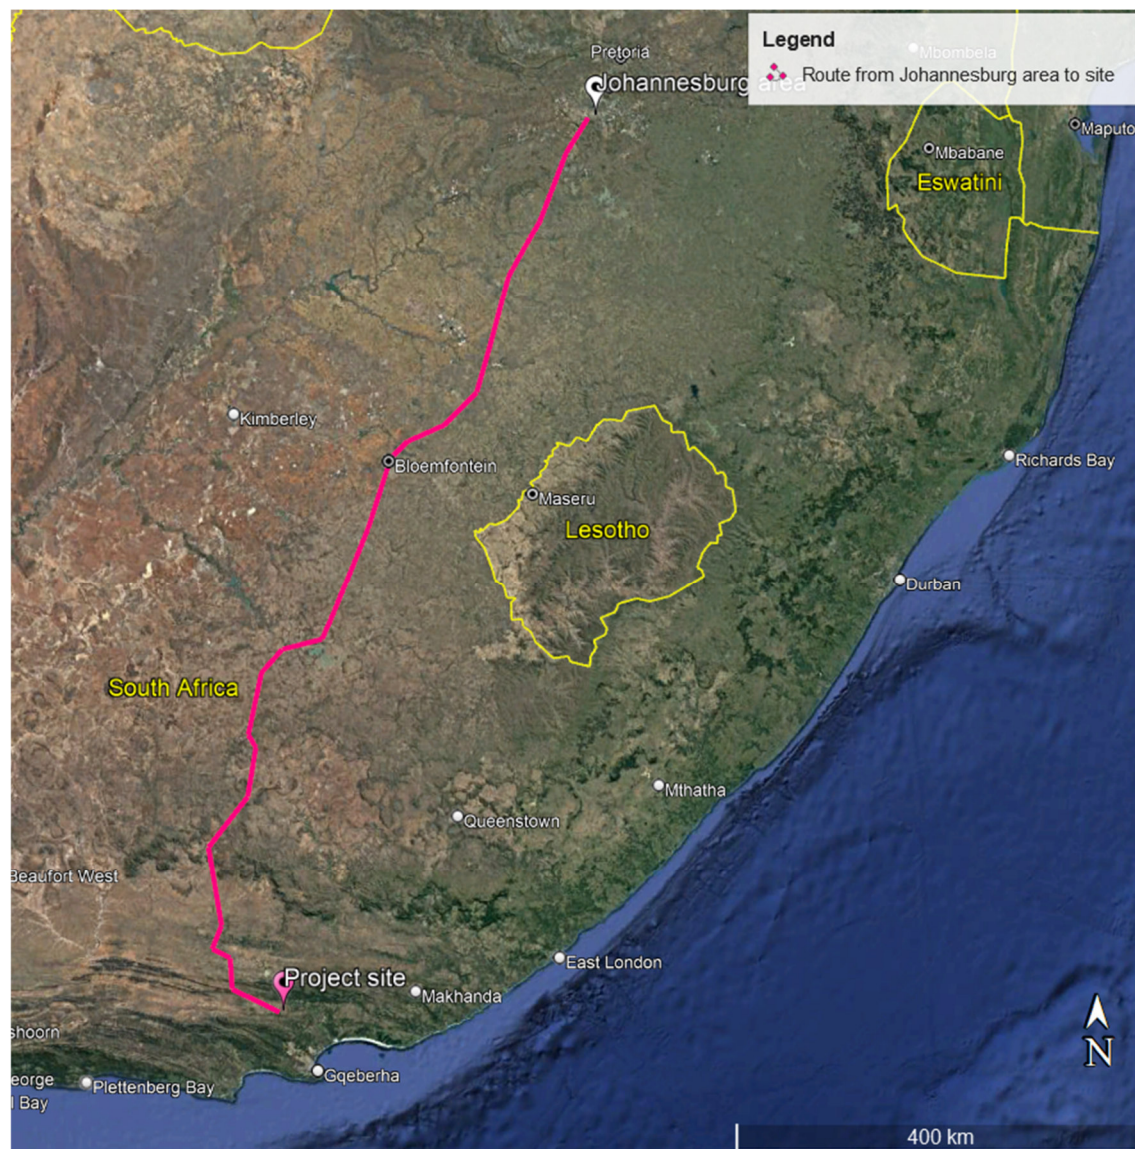 Legend
Route from Johannesburg area to site
Pretoria
Mbombela
Johannesburg area
Maputo
Mbabane
Eswatini
Kimberley
Bloemfontein
Richards Bay
Maseru
Lesotho
Durban
South Africa
Mthatha
Queenstown
Beaufort West
East London
Project site
Makhanda
shoorn
Gqeberha
eorge
Plettenberg Bay
l Bay
N
400 km